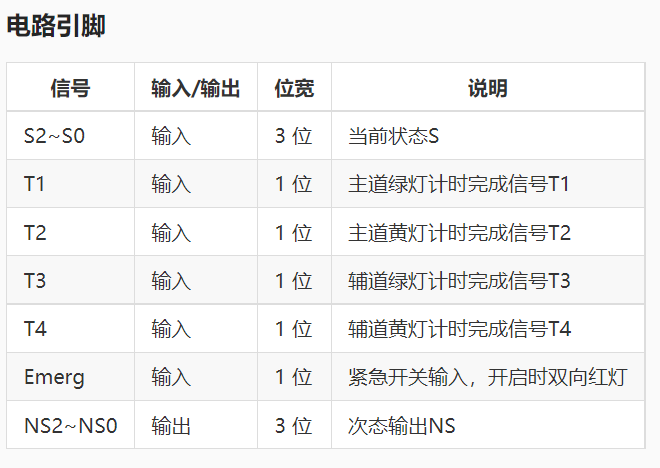 电路引脚
信号 输入/输出 位宽 说明
S2~S0 输入 3 位 当前状态S
T1 输入 1 位 主道绿灯计时完成信号T1
T2 输入 1 位 主道黄灯计时完成信号T2
T3 输入 1 位 辅道绿灯计时完成信号T3
T4 输入 1 位 辅道黄灯计时完成信号T4
Emerg 输入 1 位 紧急开关输入，开启时双向红灯
NS2~NS0 输出 3 位 次态输出NS